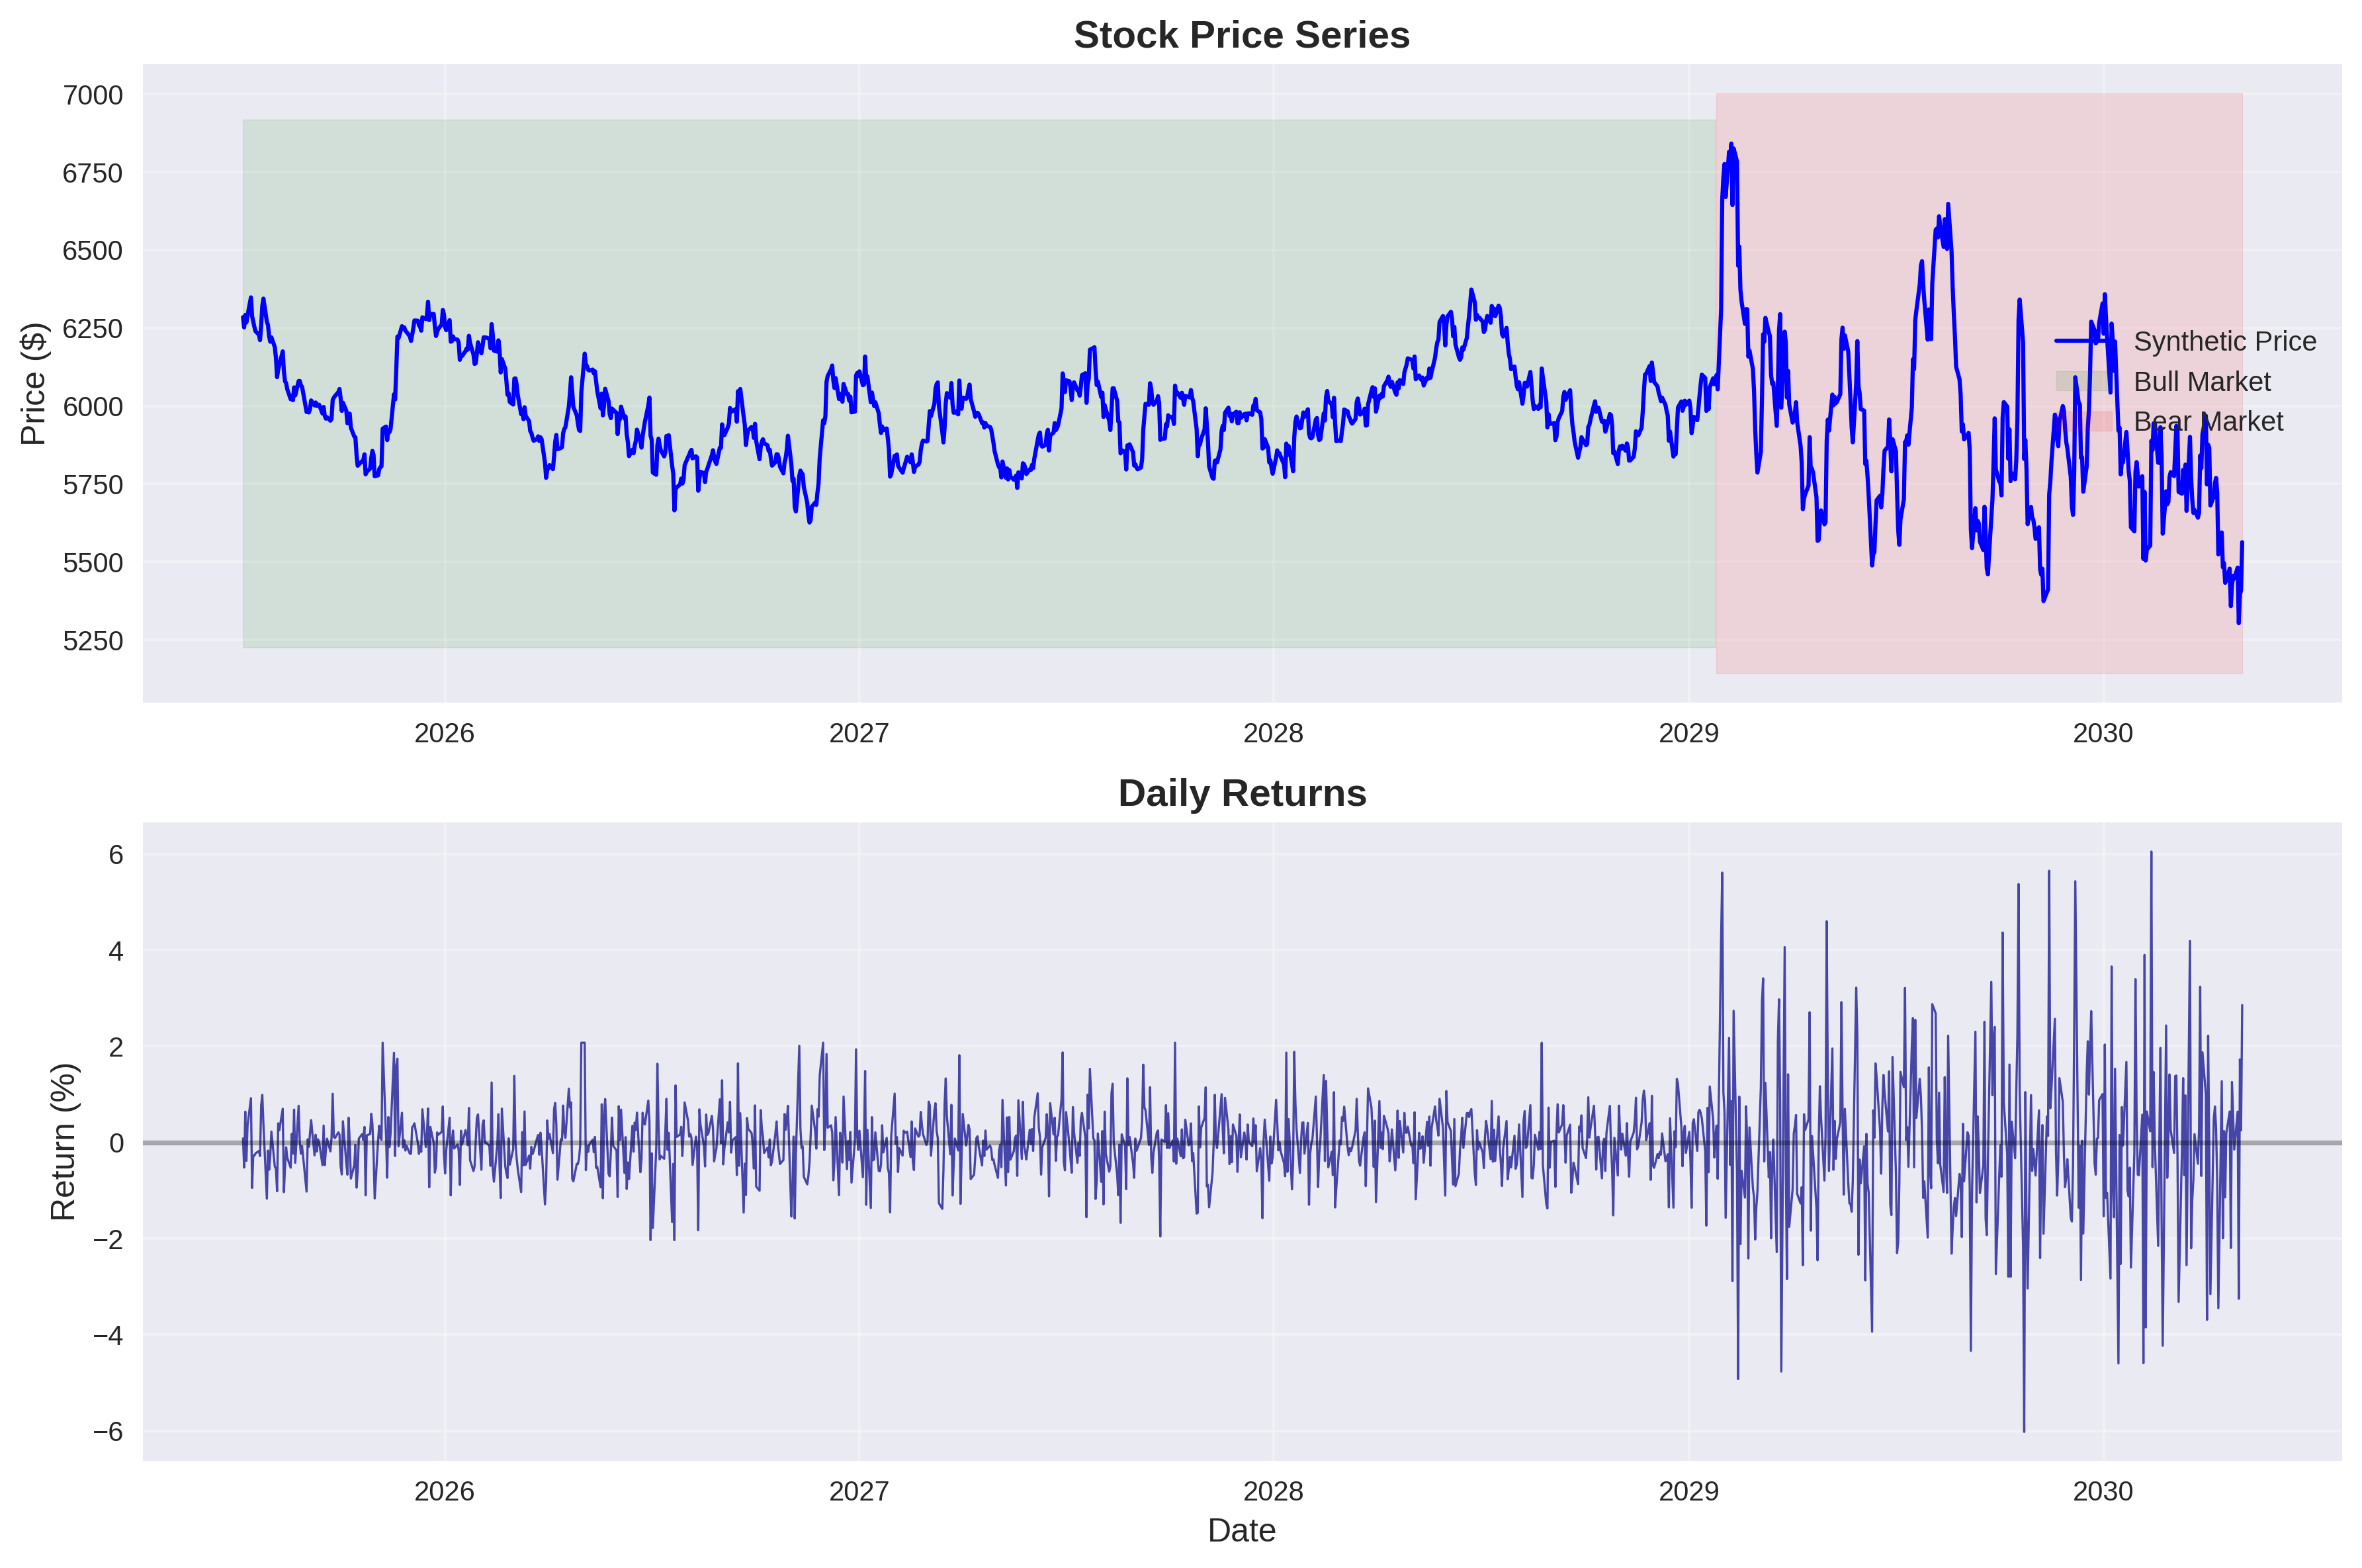 Stock Price Series
7000
6750
6500
6250
6000
5750
5500
5250
Price ($)
Synthetic Price
Bull Market
Bear Market
2026 2027 2028 2029 2030
Daily Returns
6
4
2
0
−2
−4
−6
Return (%)
2026 2027 2028 2029 2030
Date